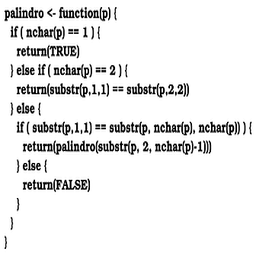 palindro <- function(p) {
  if ( nchar(p) == 1 ) {
    return(TRUE)
  } else if ( nchar(p) == 2 ) {
    return(substr(p,1,1) == substr(p,2,2))
  } else {
    if ( substr(p,1,1) == substr(p, nchar(p), nchar(p)) ) {
      return(palindro(substr(p, 2, nchar(p)-1)))
    } else {
      return(FALSE)
    }
  }
}